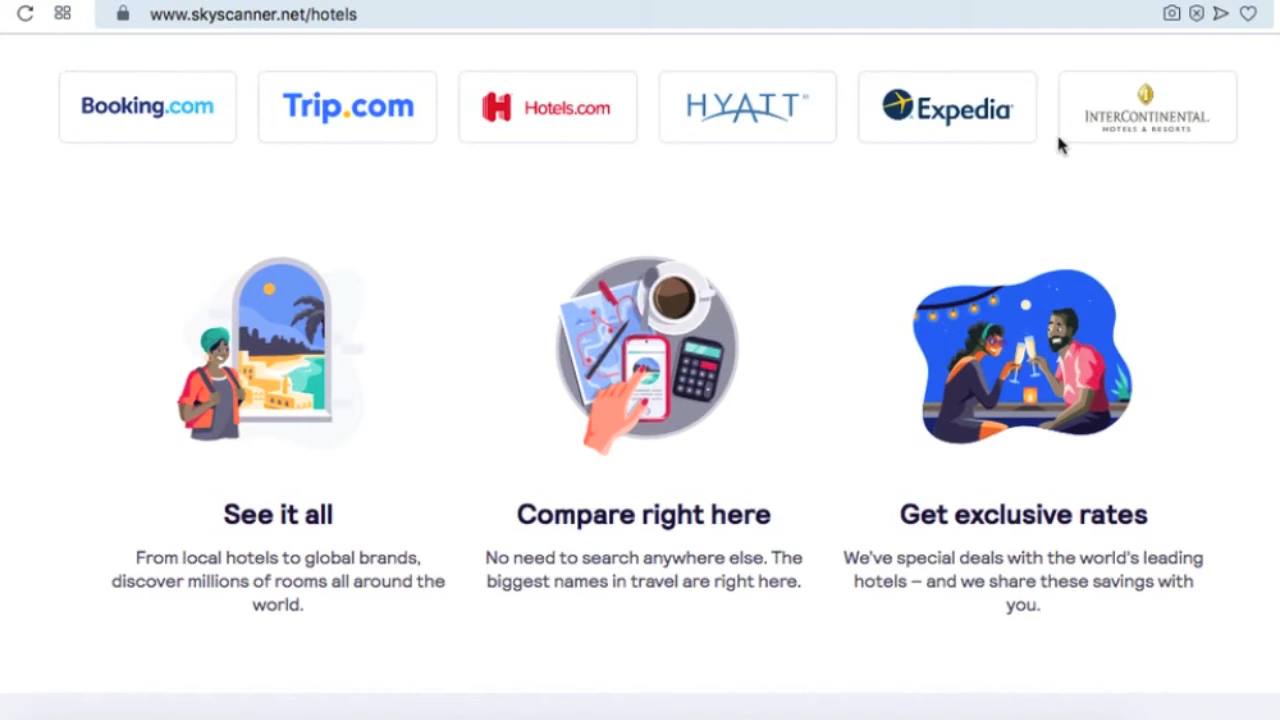 www.skyscanner.net/hotels
Booking.com
Trip.com
Hotels.com
HYATT
Expedia
INTERCONTINENTAL
HOTELS & RESORTS
See it all
From local hotels to global brands,
discover millions of rooms all around the
world.
Compare right here
No need to search anywhere else. The
biggest names in travel are right here.
Get exclusive rates
We've special deals with the world's leading
hotels – and we share these savings with
you.